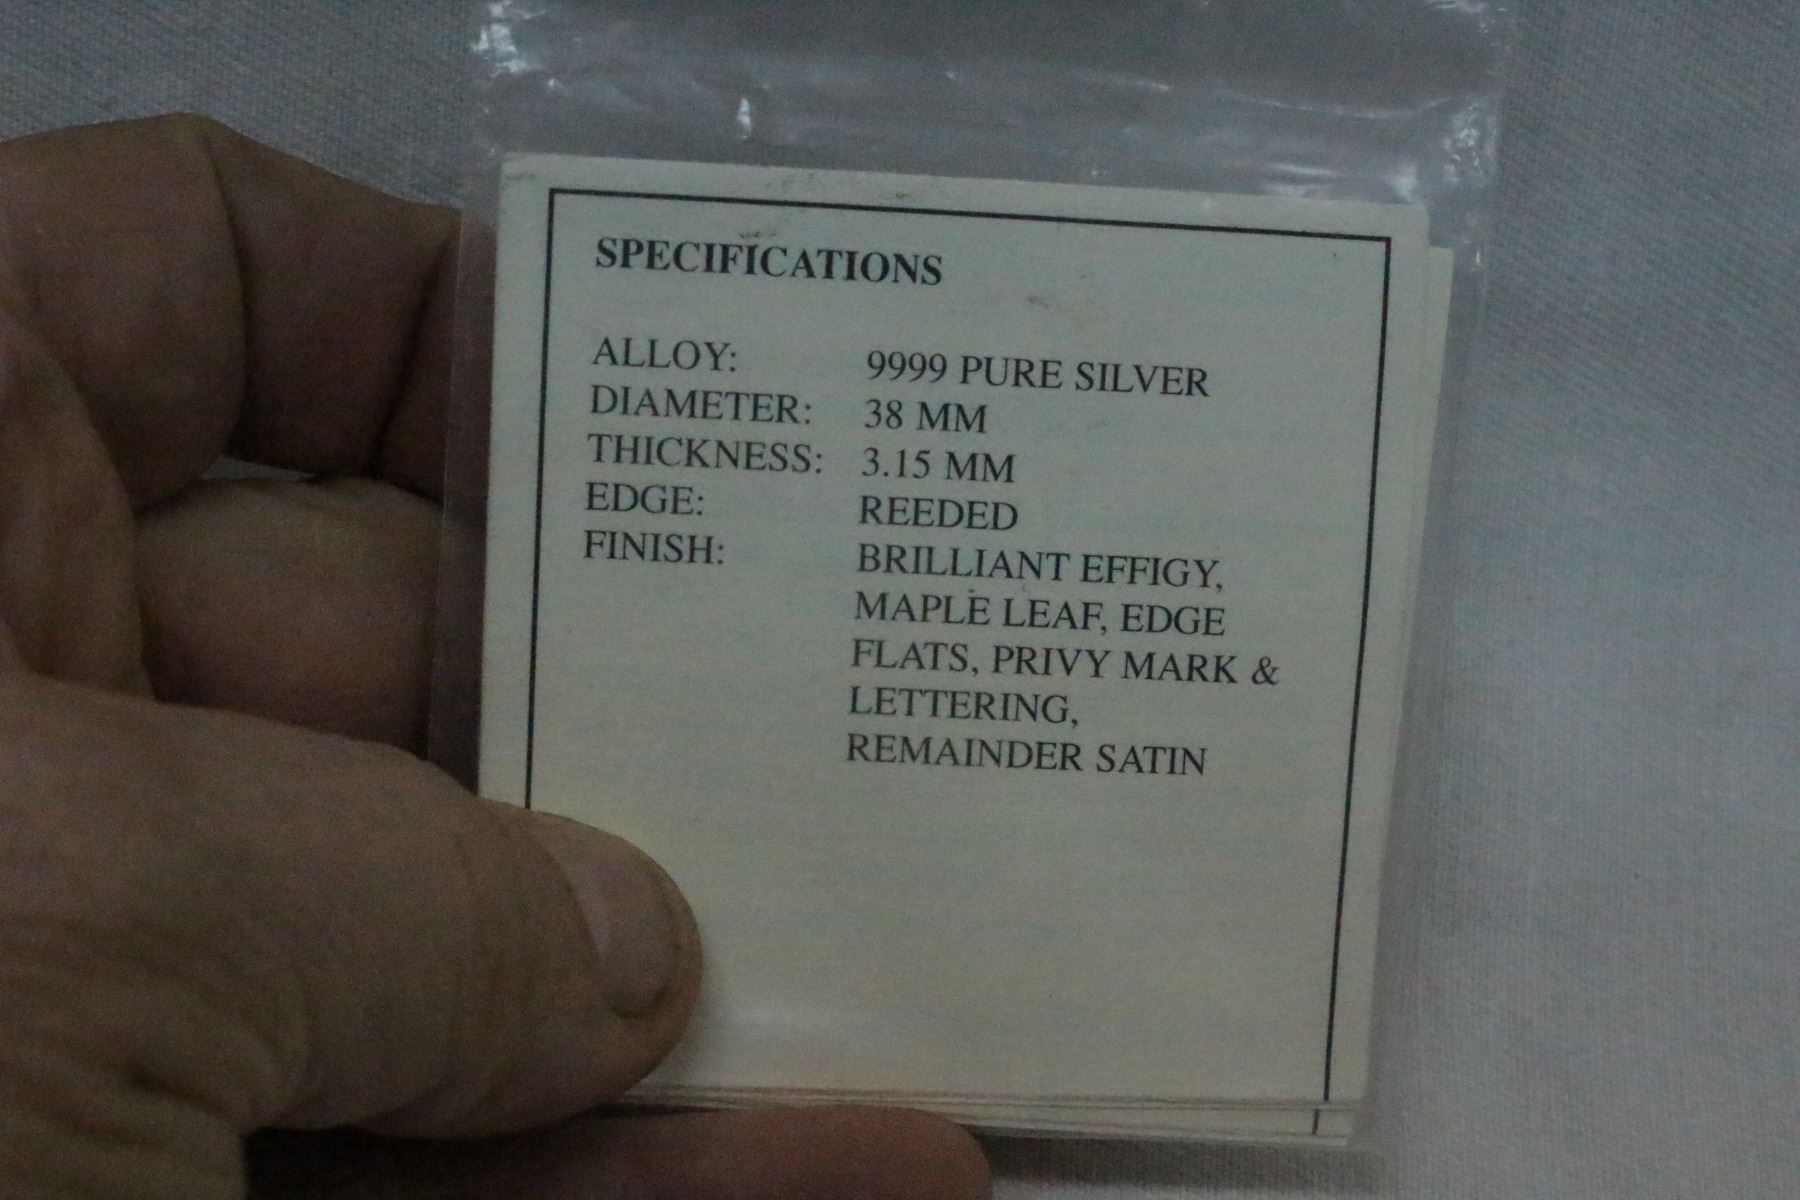 SPECIFICATIONS
ALLOY: 9999 PURE SILVER
DIAMETER: 38 MM
THICKNESS: 3.15 MM
EDGE: REEDED
FINISH: BRILLIANT EFFIGY,
MAPLE LEAF, EDGE
FLATS, PRIVY MARK &
LETTERING,
REMAINDER SATIN